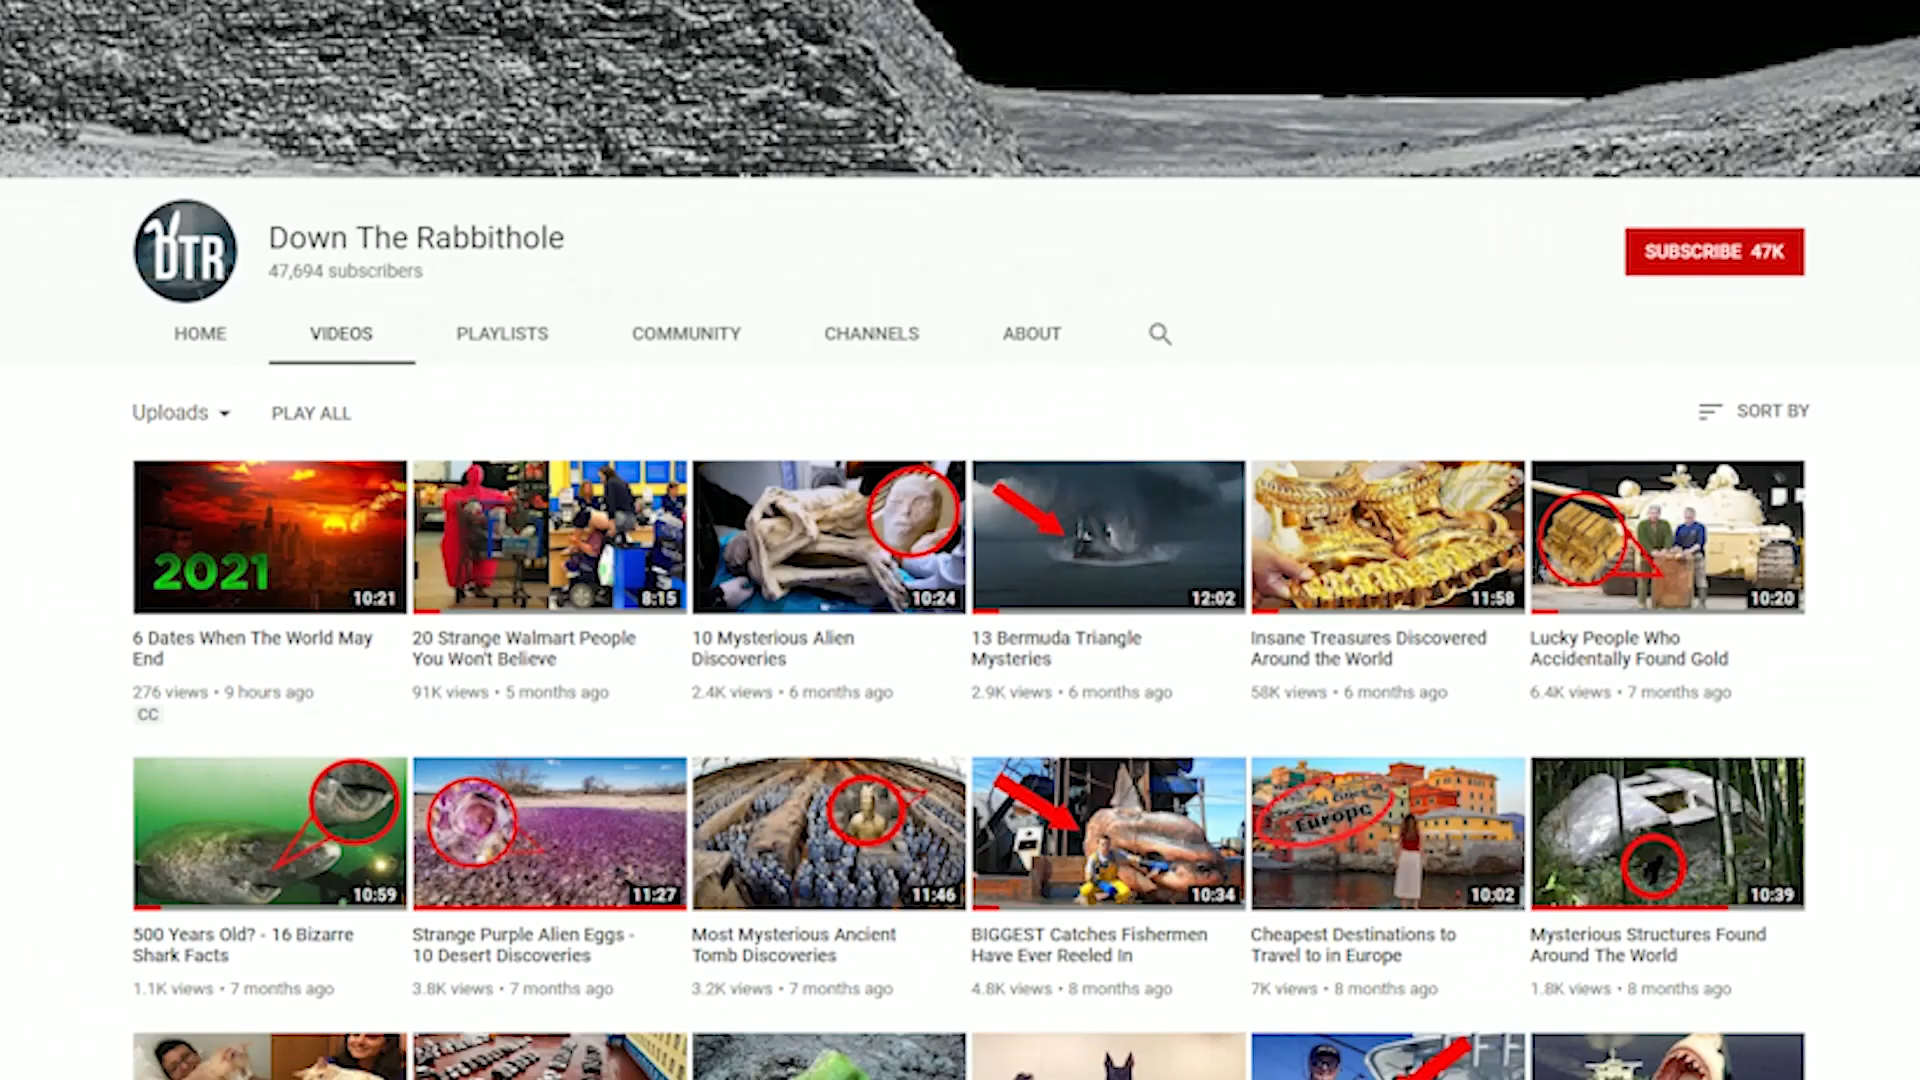 DTR
Down The Rabbithole
47,694 subscribers
SUBSCRIBE 47K
HOME
VIDEOS
PLAYLISTS
COMMUNITY
CHANNELS
ABOUT
Uploads
PLAY ALL
SORT BY
2021
10:21
8:15
10:24
12:02
11:58
10:20
6 Dates When The World May
End
276 views • 9 hours ago
CC
20 Strange Walmart People
You Won't Believe
91K views • 5 months ago
10 Mysterious Alien
Discoveries
2.4K views • 6 months ago
13 Bermuda Triangle
Mysteries
2.9K views • 6 months ago
Insane Treasures Discovered
Around the World
58K views • 6 months ago
Lucky People Who
Accidentally Found Gold
6.4K views • 7 months ago
10:59
11:27
11:46
10:34
Europe
10:02
10:39
500 Years Old? - 16 Bizarre
Shark Facts
1.1K views • 7 months ago
Strange Purple Alien Eggs -
10 Desert Discoveries
3.8K views • 7 months ago
Most Mysterious Ancient
Tomb Discoveries
3.2K views • 7 months ago
BIGGEST Catches Fishermen
Have Ever Reeled In
4.8K views • 8 months ago
Cheapest Destinations to
Travel to in Europe
7K views • 8 months ago
Mysterious Structures Found
Around The World
1.8K views • 8 months ago